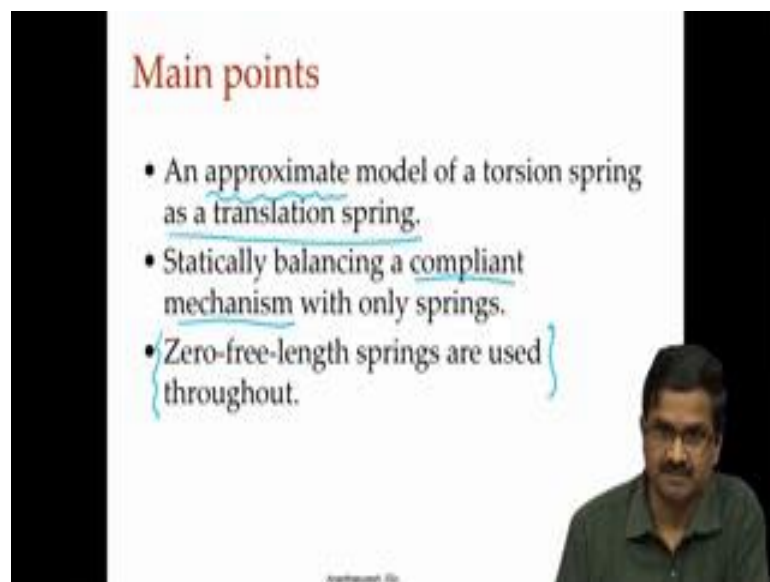 Main points
• An approximate model of a torsion spring
as a translation spring.
• Statically balancing a compliant
mechanism with only springs.
• Zero-free-length springs are used
throughout.